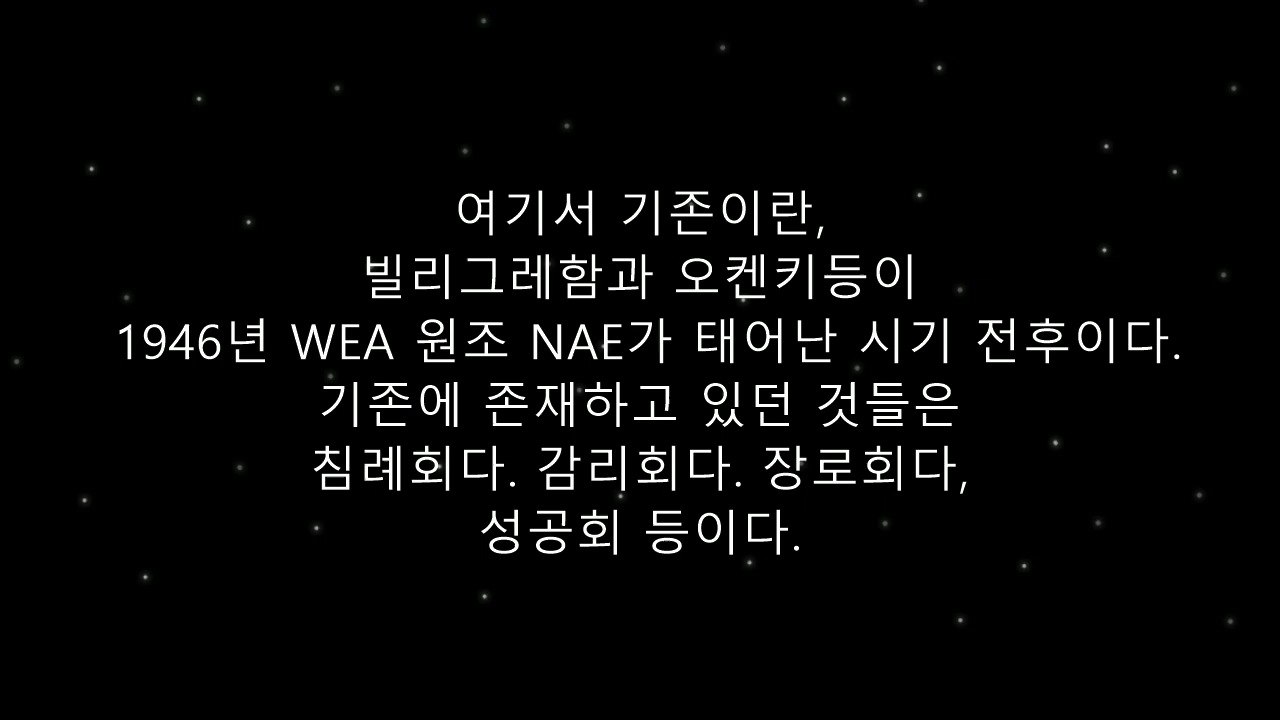 여기서 기존이란,
빌리그레함과 오켄키등이
1946년 WEA 원조 NAE가 태어난 시기 전후이다.
기존에 존재하고 있던 것들은
침례회다. 감리회다. 장로회다,
성공회 등이다.